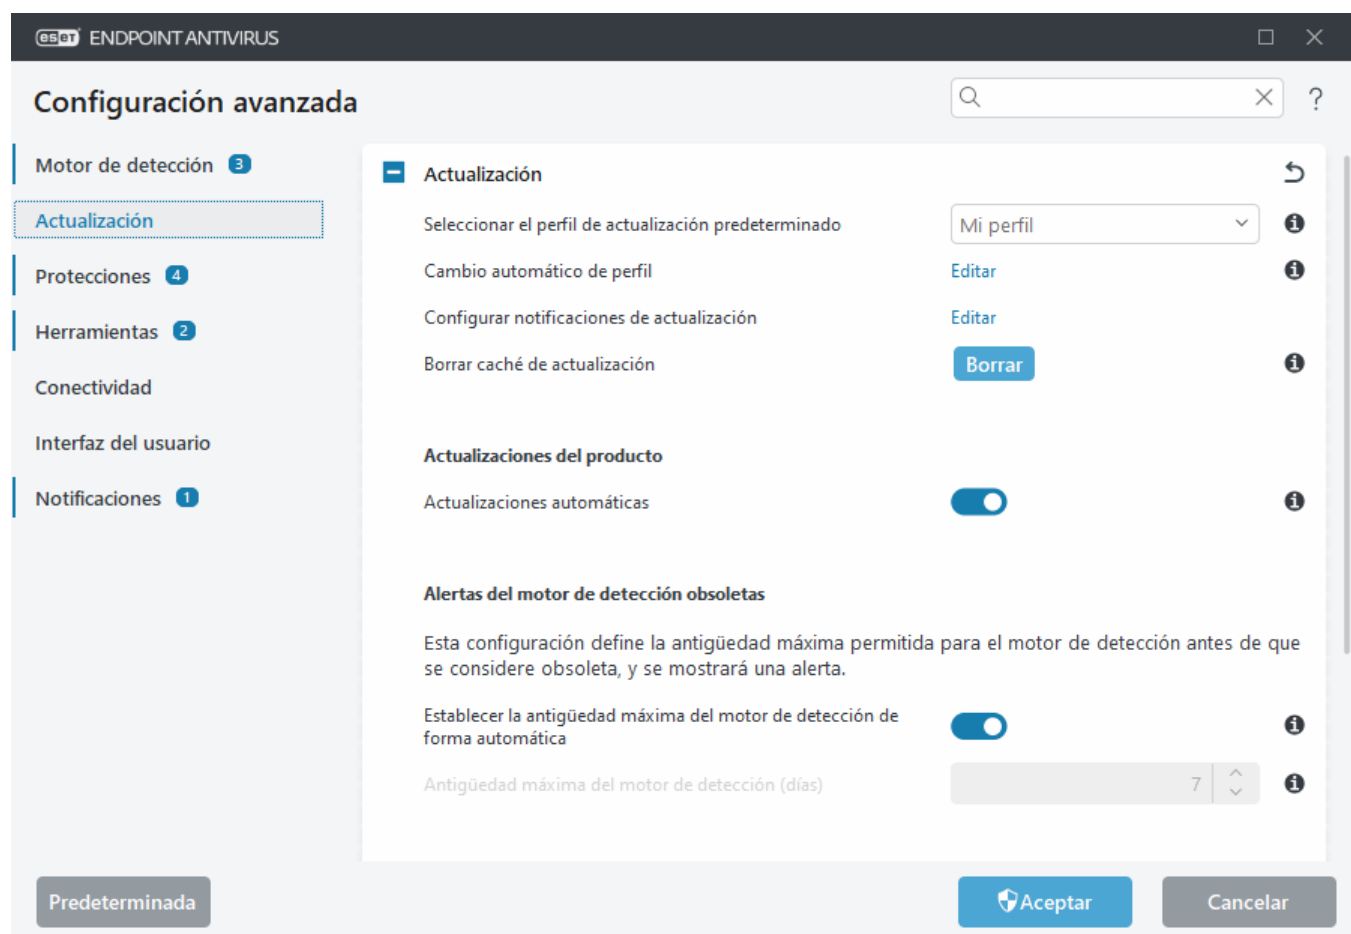 eset ENDPOINT ANTIVIRUS
Configuración avanzada
?
Motor de detección 3
Actualización
Protecciones 4
Herramientas 2
Conectividad
Interfaz del usuario
Notificaciones 1
Actualización
Seleccionar el perfil de actualización predeterminado Mi perfil
Cambio automático de perfil Editar
Configurar notificaciones de actualización Editar
Borrar caché de actualización Borrar
Actualizaciones del producto
Actualizaciones automáticas
Alertas del motor de detección obsoletas
Esta configuración define la antigüedad máxima permitida para el motor de detección antes de que
se considere obsoleta, y se mostrará una alerta.
Establecer la antigüedad máxima del motor de detección de
forma automática
Antigüedad máxima del motor de detección (días) 7
Predeterminada Aceptar Cancelar